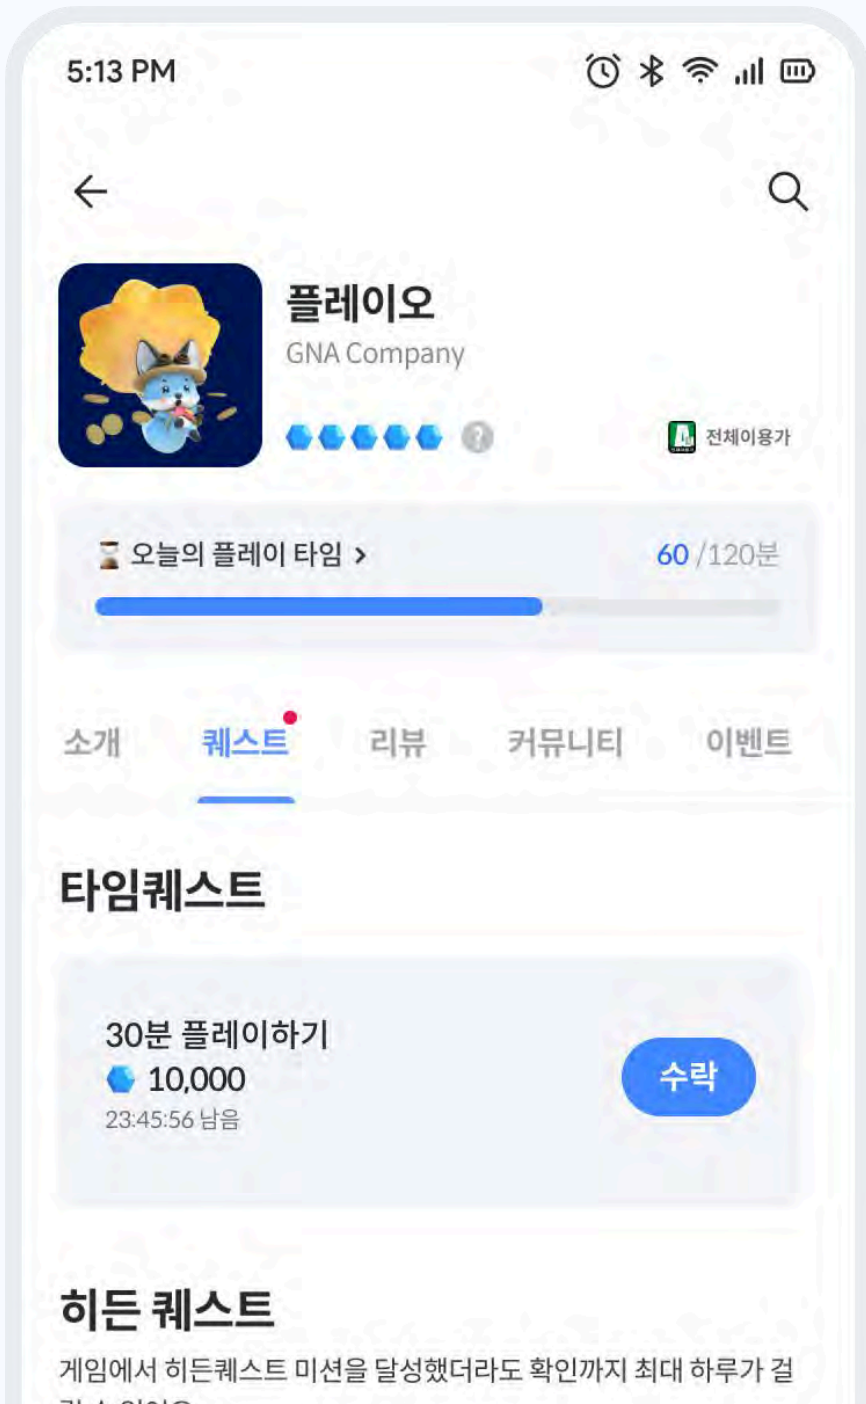 5:13 PM
플레이오
GNA Company
전체이용가
오늘의 플레이 타임 >
60 /120분
소개 퀘스트 리뷰 커뮤니티 이벤트
타임퀘스트
30분 플레이하기
10,000
23:45:56 남음
수락
히든 퀘스트
게임에서 히든퀘스트 미션을 달성했더라도 확인까지 최대 하루가 걸